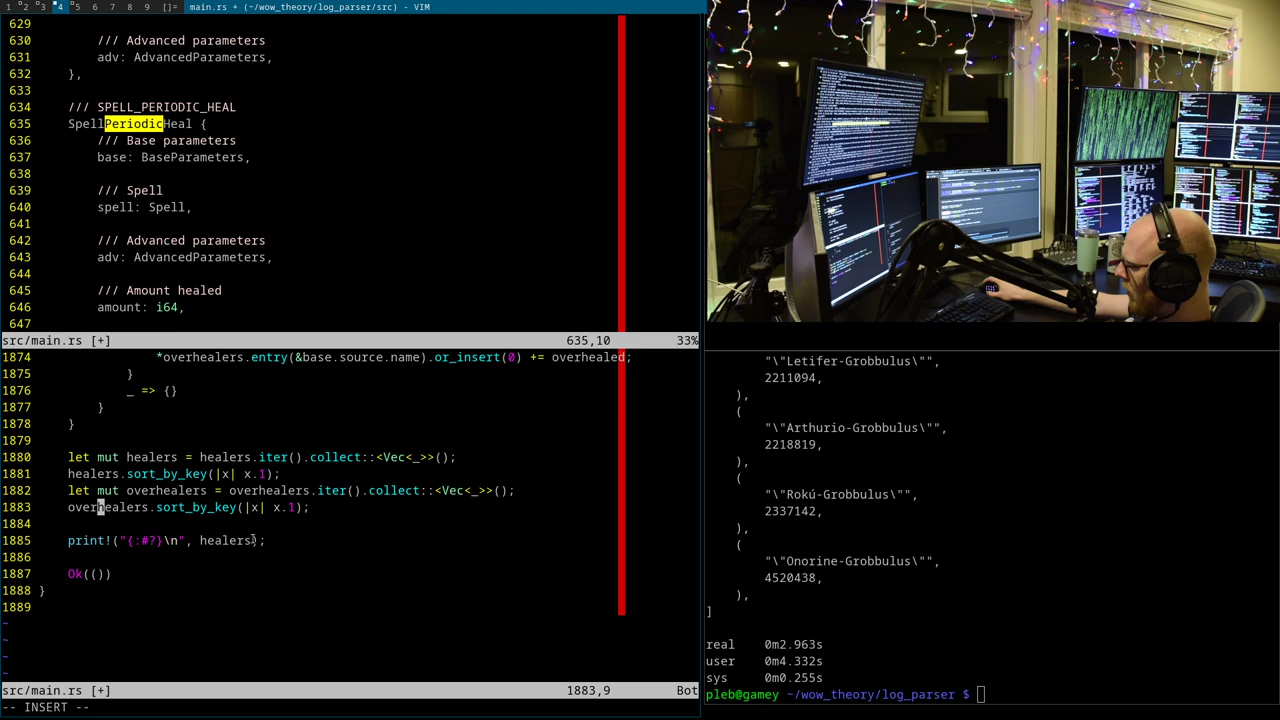 1 2 3 4 5 6 7 8 9 []= main.rs + (~/wow_theory/log_parser/src) - VIM
629
630         /// Advanced parameters
631         adv: AdvancedParameters,
632     },
633
634     /// SPELL_PERIODIC_HEAL
635     SpellPeriodicHeal {
636         /// Base parameters
637         base: BaseParameters,
638
639         /// Spell
640         spell: Spell,
641
642         /// Advanced parameters
643         adv: AdvancedParameters,
644
645         /// Amount healed
646         amount: i64,
647
src/main.rs [+] 635,10 33%
1874                 *overhealers.entry(&base.source.name).or_insert(0) += overhealed;
1875             }
1876             _ => {}
1877         }
1878     }
1879
1880     let mut healers = healers.iter().collect::<Vec<_>>();
1881     healers.sort_by_key(|x| x.1);
1882     let mut overhealers = overhealers.iter().collect::<Vec<_>>();
1883     overhealers.sort_by_key(|x| x.1);
1884
1885     print!("{:#?}\n", healers);
1886
1887     Ok(())
1888 }
1889
~
~
~
~
src/main.rs [+] 1883,9 Bot
-- INSERT --
"\"Letifer-Grobbulus\"",
2211094,
),
(
"\"Arthurio-Grobbulus\"",
2218819,
),
(
"\"Rokú-Grobbulus\"",
2337142,
),
(
"\"Onorine-Grobbulus\"",
4520438,
),
]
real 0m2.963s
user 0m4.332s
sys 0m0.255s
pleb@gamey ~/wow_theory/log_parser $